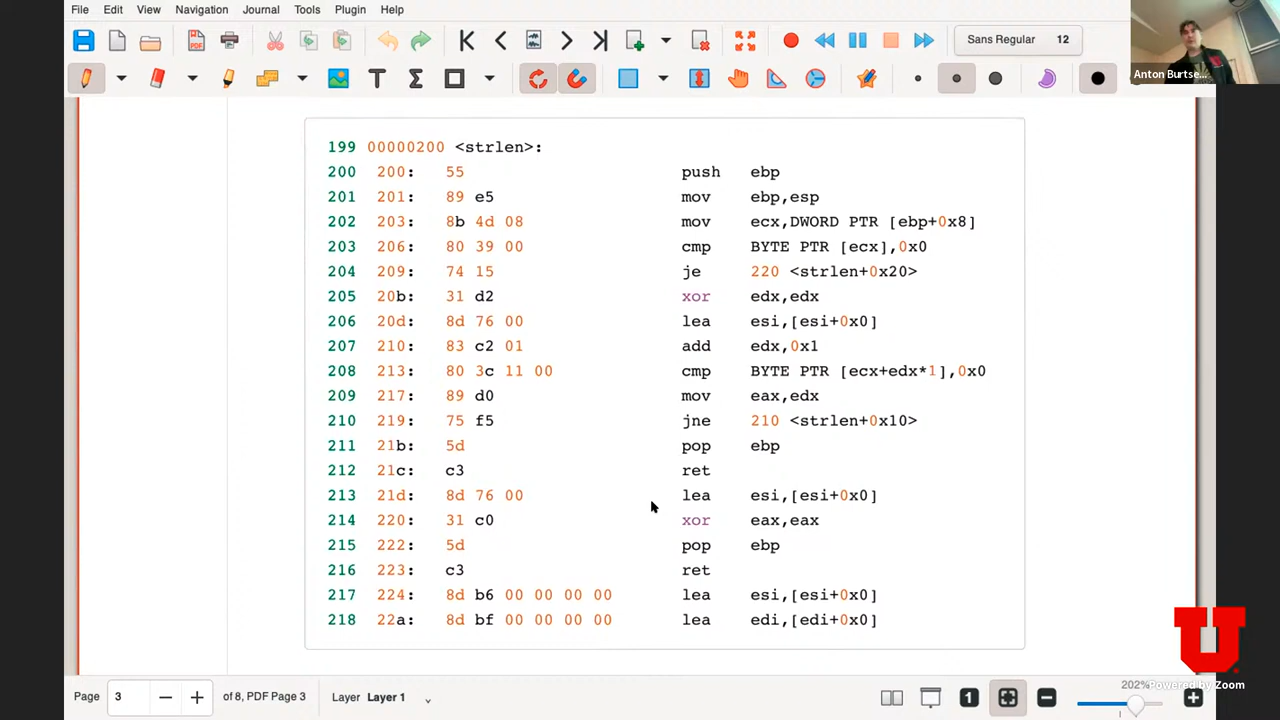 File Edit View Navigation Journal Tools Plugin Help
Sans Regular 12
Anton Burtse...
199 00000200 <strlen>:
200 200: 55 push ebp
201 201: 89 e5 mov ebp,esp
202 203: 8b 4d 08 mov ecx,DWORD PTR [ebp+0x8]
203 206: 80 39 00 cmp BYTE PTR [ecx],0x0
204 209: 74 15 je 220 <strlen+0x20>
205 20b: 31 d2 xor edx,edx
206 20d: 8d 76 00 lea esi,[esi+0x0]
207 210: 83 c2 01 add edx,0x1
208 213: 80 3c 11 00 cmp BYTE PTR [ecx+edx*1],0x0
209 217: 89 d0 mov eax,edx
210 219: 75 f5 jne 210 <strlen+0x10>
211 21b: 5d pop ebp
212 21c: c3 ret
213 21d: 8d 76 00 lea esi,[esi+0x0]
214 220: 31 c0 xor eax,eax
215 222: 5d pop ebp
216 223: c3 ret
217 224: 8d b6 00 00 00 00 lea esi,[esi+0x0]
218 22a: 8d bf 00 00 00 00 lea edi,[edi+0x0]
U
Powered by Zoom
Page 3 of 8, PDF Page 3 Layer Layer 1 1 202%